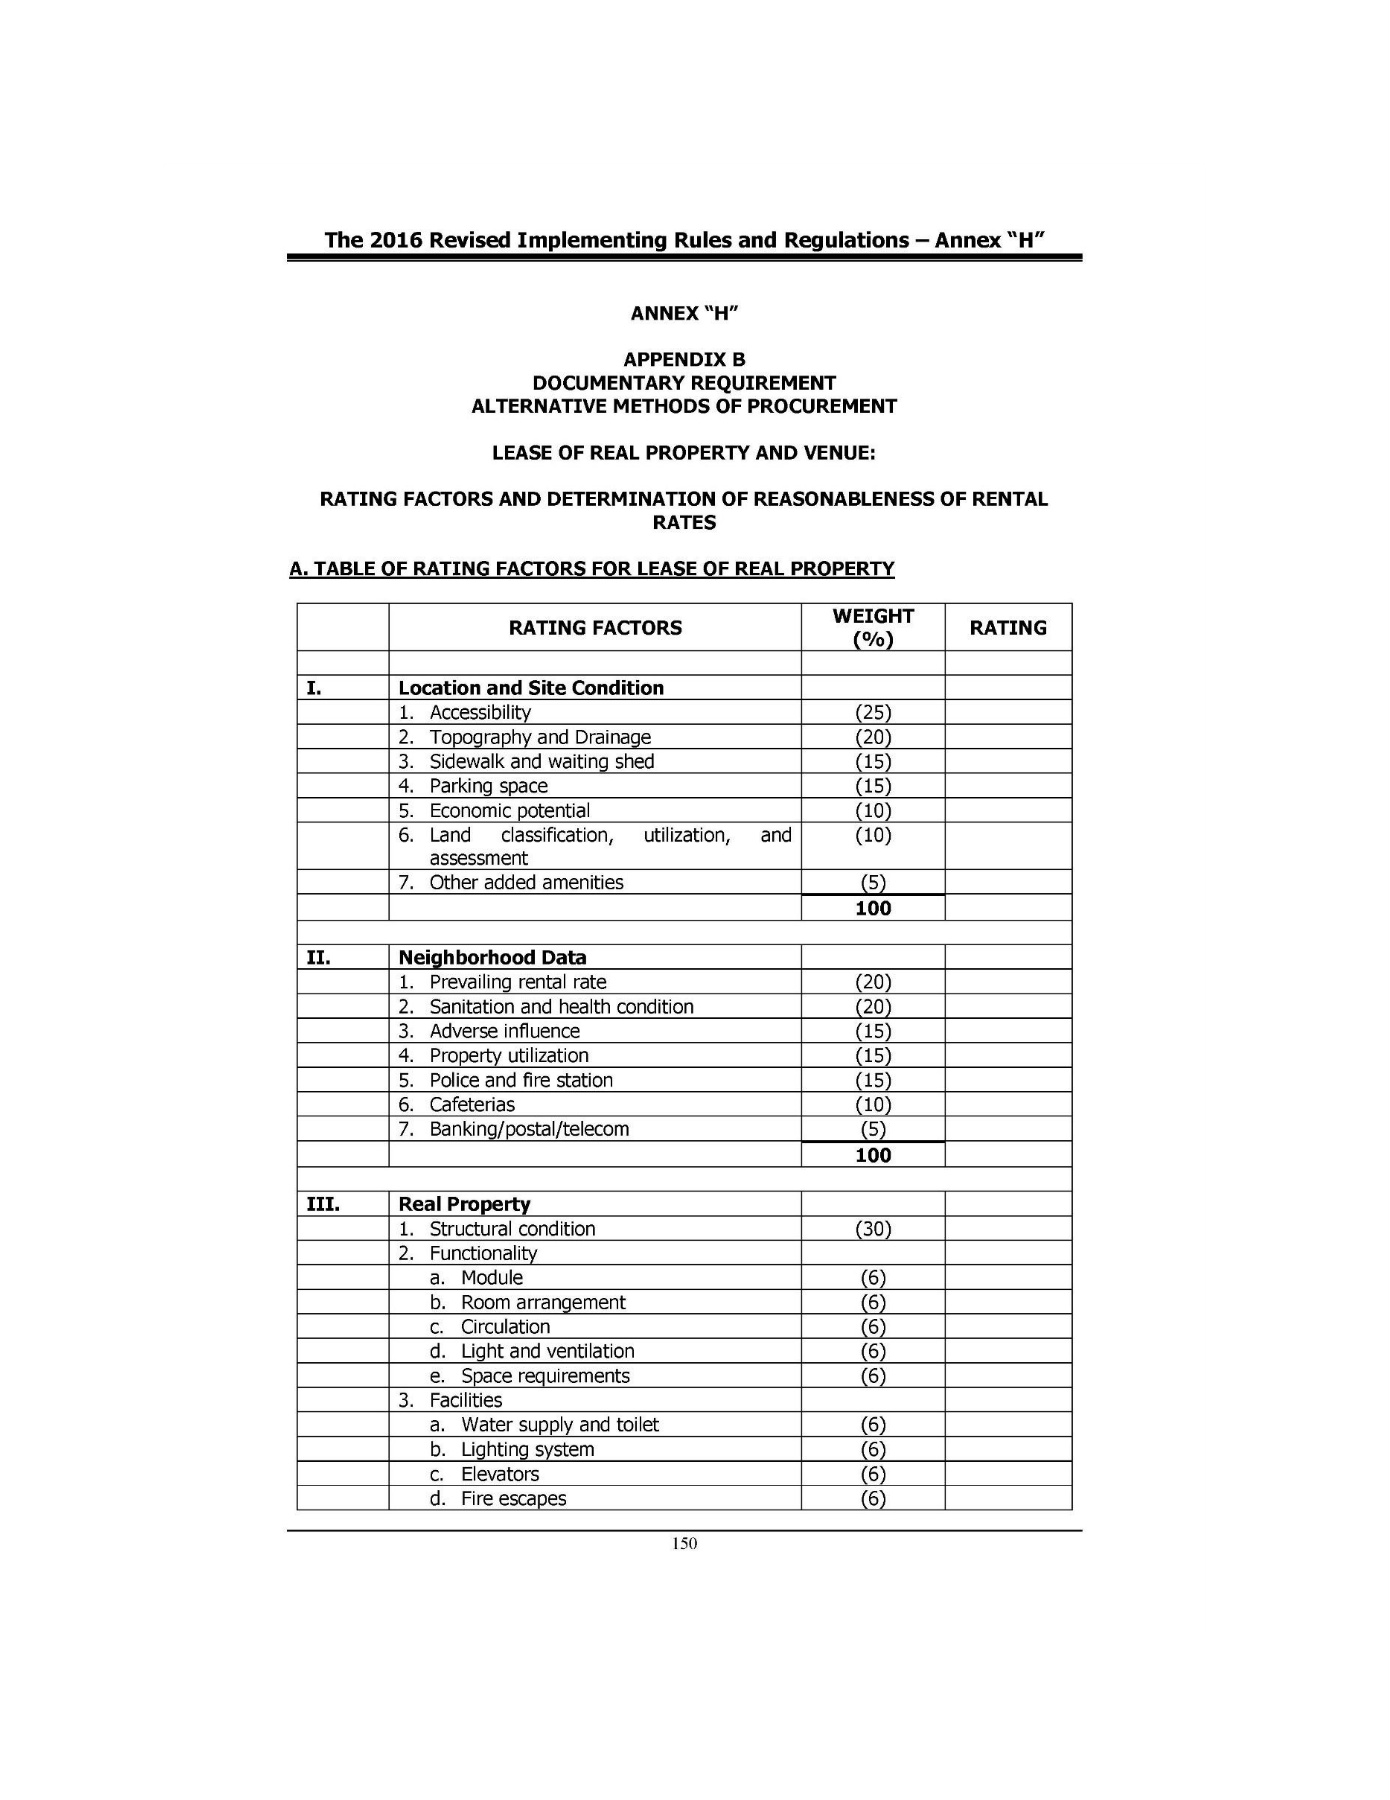 The 2016 Revised Implementing Rules and Regulations – Annex “H”
ANNEX “H”
APPENDIX B
DOCUMENTARY REQUIREMENT
ALTERNATIVE METHODS OF PROCUREMENT
LEASE OF REAL PROPERTY AND VENUE:
RATING FACTORS AND DETERMINATION OF REASONABLENESS OF RENTAL
RATES
A. TABLE OF RATING FACTORS FOR LEASE OF REAL PROPERTY
RATING FACTORS WEIGHT (%) RATING
I. Location and Site Condition
1. Accessibility (25)
2. Topography and Drainage (20)
3. Sidewalk and waiting shed (15)
4. Parking space (15)
5. Economic potential (10)
6. Land classification, utilization, and (10)
assessment
7. Other added amenities (5)
100
II. Neighborhood Data
1. Prevailing rental rate (20)
2. Sanitation and health condition (20)
3. Adverse influence (15)
4. Property utilization (15)
5. Police and fire station (15)
6. Cafeterias (10)
7. Banking/postal/telecom (5)
100
III. Real Property
1. Structural condition (30)
2. Functionality
a. Module (6)
b. Room arrangement (6)
c. Circulation (6)
d. Light and ventilation (6)
e. Space requirements (6)
3. Facilities
a. Water supply and toilet (6)
b. Lighting system (6)
c. Elevators (6)
d. Fire escapes (6)
150